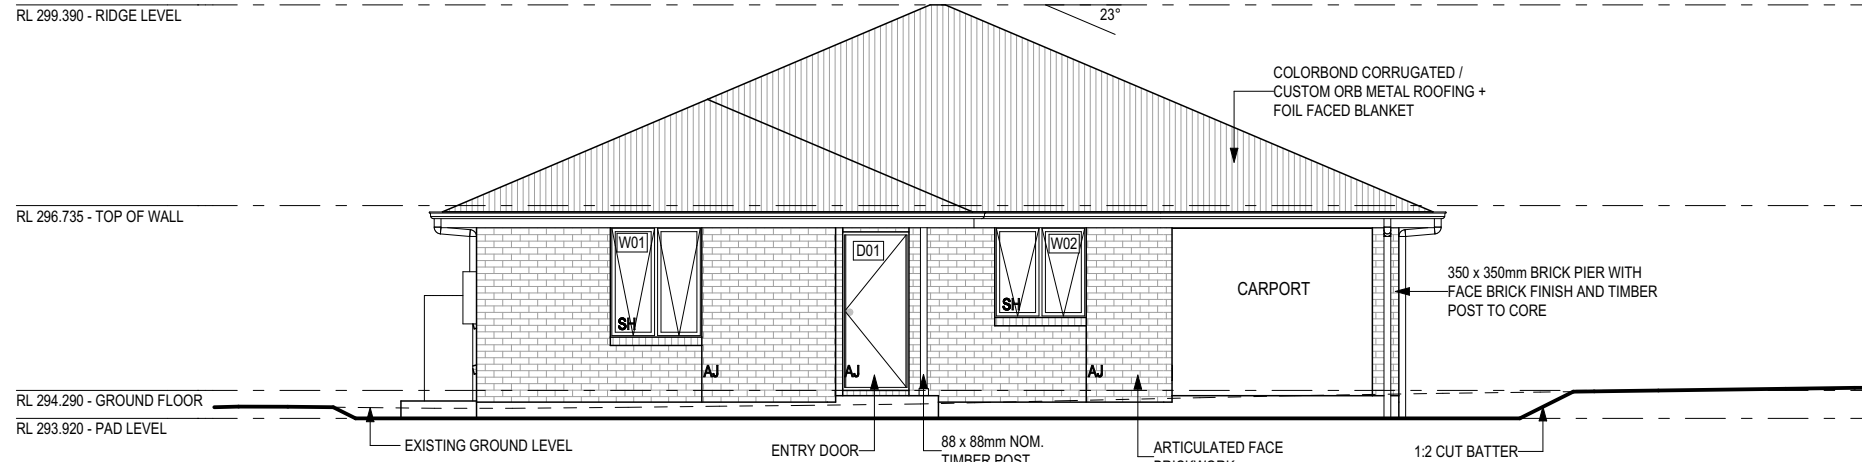 RL 299.390 - RIDGE LEVEL
23°
COLORBOND CORRUGATED /
CUSTOM ORB METAL ROOFING +
FOIL FACED BLANKET
RL 296.735 - TOP OF WALL
W01
D01
W02
350 x 350mm BRICK PIER WITH
FACE BRICK FINISH AND TIMBER
POST TO CORE
CARPORT
SH
SH
AJ
AJ
AJ
RL 294.290 - GROUND FLOOR
RL 293.920 - PAD LEVEL
EXISTING GROUND LEVEL
ENTRY DOOR
88 x 88mm NOM.
TIMBER POST
ARTICULATED FACE
BRICKWORK
1:2 CUT BATTER